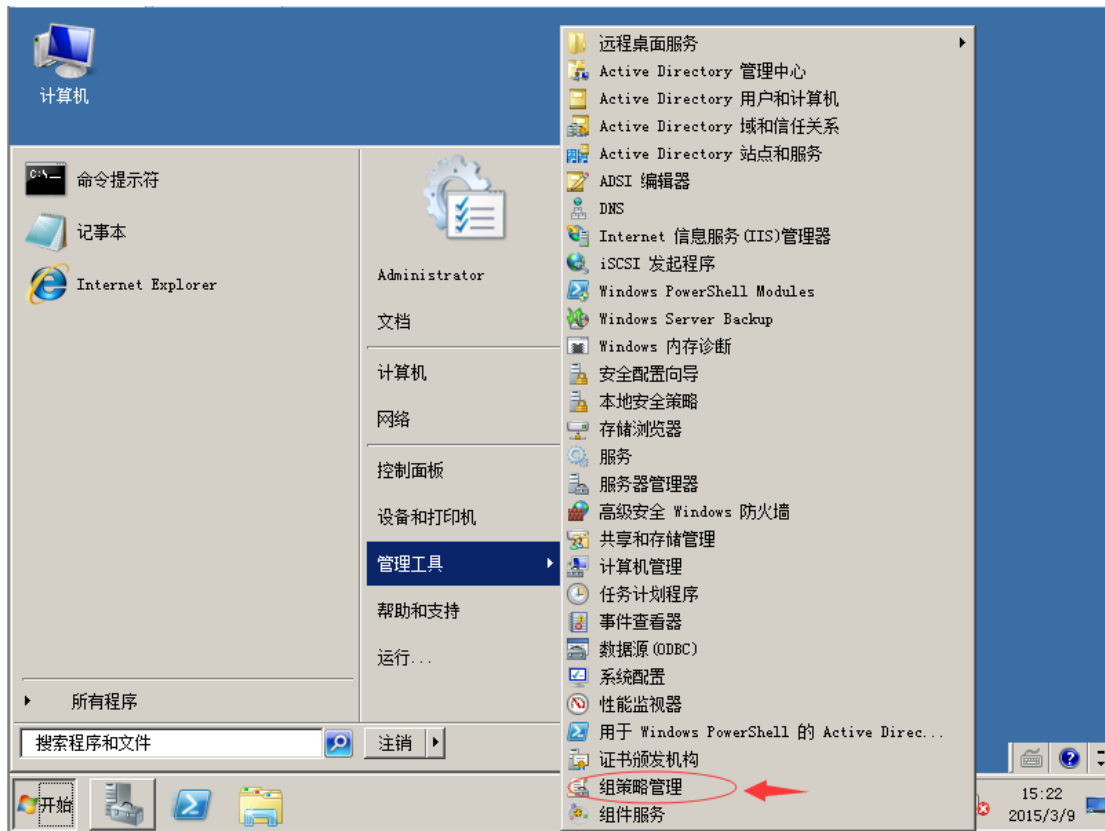 计算机
命令提示符
记事本
Internet Explorer
所有程序
搜索程序和文件
Administrator
文档
计算机
网络
控制面板
设备和打印机
管理工具
帮助和支持
运行...
注销
远程桌面服务
Active Directory 管理中心
Active Directory 用户和计算机
Active Directory 域和信任关系
Active Directory 站点和服务
ADSI 编辑器
DNS
Internet 信息服务(IIS)管理器
iSCSI 发起程序
Windows PowerShell Modules
Windows Server Backup
Windows 内存诊断
安全配置向导
本地安全策略
存储浏览器
服务
服务器管理器
高级安全 Windows 防火墙
共享和存储管理
计算机管理
任务计划程序
事件查看器
数据源(ODBC)
系统配置
性能监视器
用于 Windows PowerShell 的 Active Direc...
证书颁发机构
组策略管理
组件服务
开始
15:22
2015/3/9